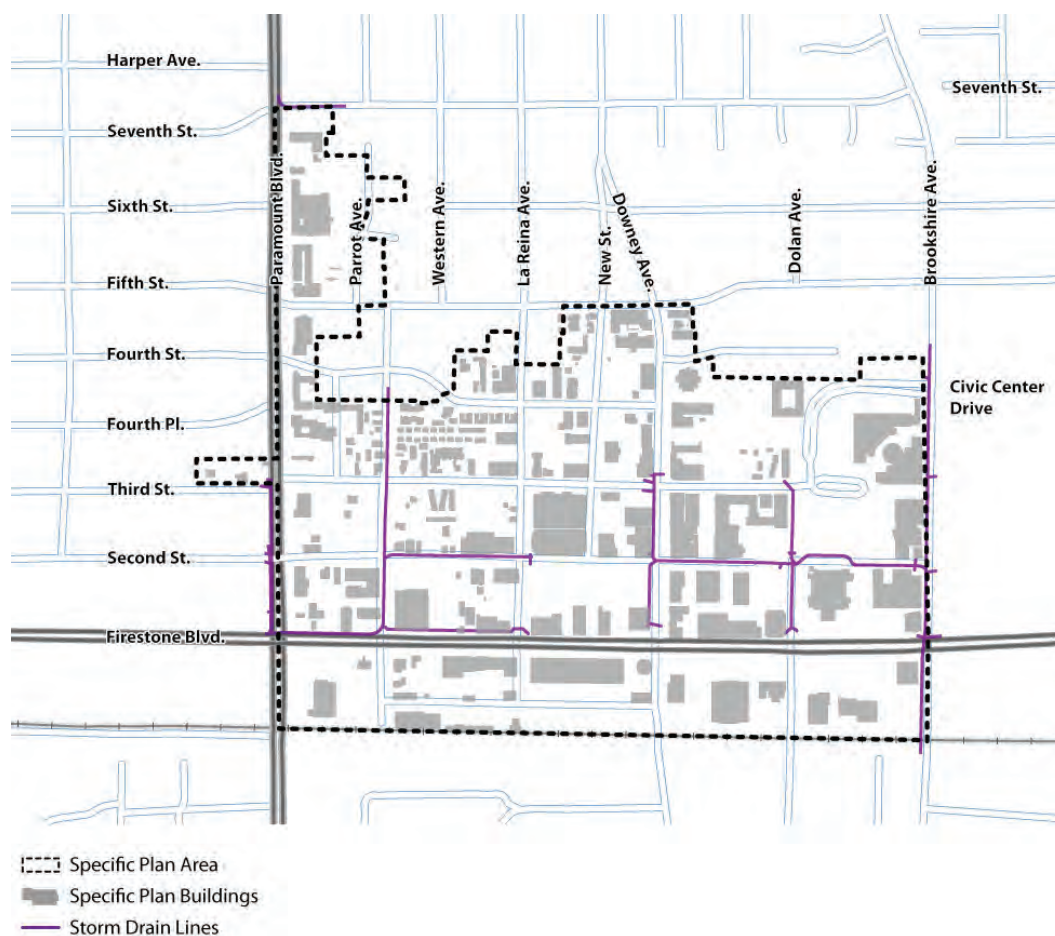 Harper Ave.
Seventh St.
Seventh St.
Sixth St.
Paramount Blvd.
Parrot Ave.
Western Ave.
La Reina Ave.
New St.
Downey Ave.
Dolan Ave.
Brookshire Ave.
Fifth St.
Fourth St.
Civic Center
Drive
Fourth Pl.
Third St.
Second St.
Firestone Blvd.
Specific Plan Area
Specific Plan Buildings
Storm Drain Lines